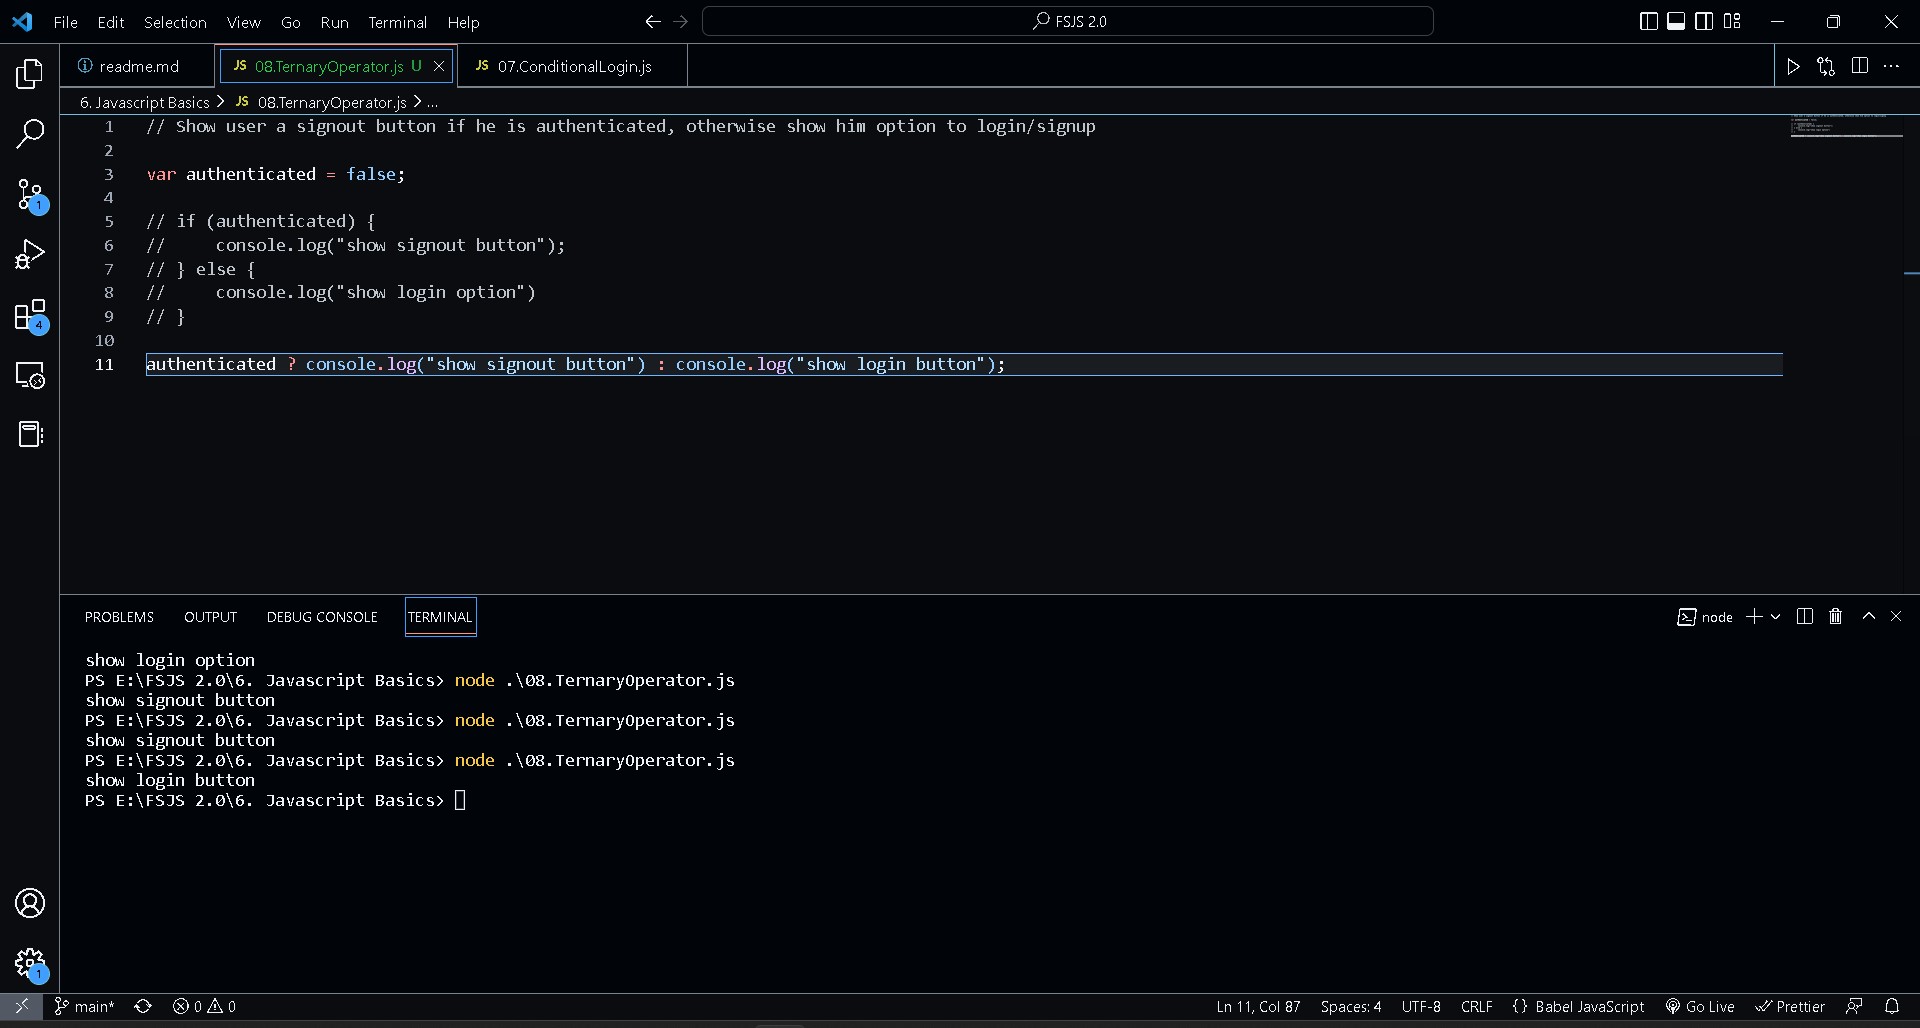 File Edit Selection View Go Run Terminal Help FSJS 2.0
readme.md JS 08.TernaryOperator.js U JS 07.ConditionalLogin.js
6. Javascript Basics > JS 08.TernaryOperator.js > ...
1 // Show user a signout button if he is authenticated, otherwise show him option to login/signup
2
3 var authenticated = false;
4
5 // if (authenticated) {
6 //     console.log("show signout button");
7 // } else {
8 //     console.log("show login option")
9 // }
10
11 authenticated ? console.log("show signout button") : console.log("show login button");
1
4
PROBLEMS OUTPUT DEBUG CONSOLE TERMINAL node
show login option
PS E:\FSJS 2.0\6. Javascript Basics> node .\08.TernaryOperator.js
show signout button
PS E:\FSJS 2.0\6. Javascript Basics> node .\08.TernaryOperator.js
show signout button
PS E:\FSJS 2.0\6. Javascript Basics> node .\08.TernaryOperator.js
show login button
PS E:\FSJS 2.0\6. Javascript Basics>
1
main* 0 0 Ln 11, Col 87 Spaces: 4 UTF-8 CRLF {} Babel JavaScript Go Live Prettier